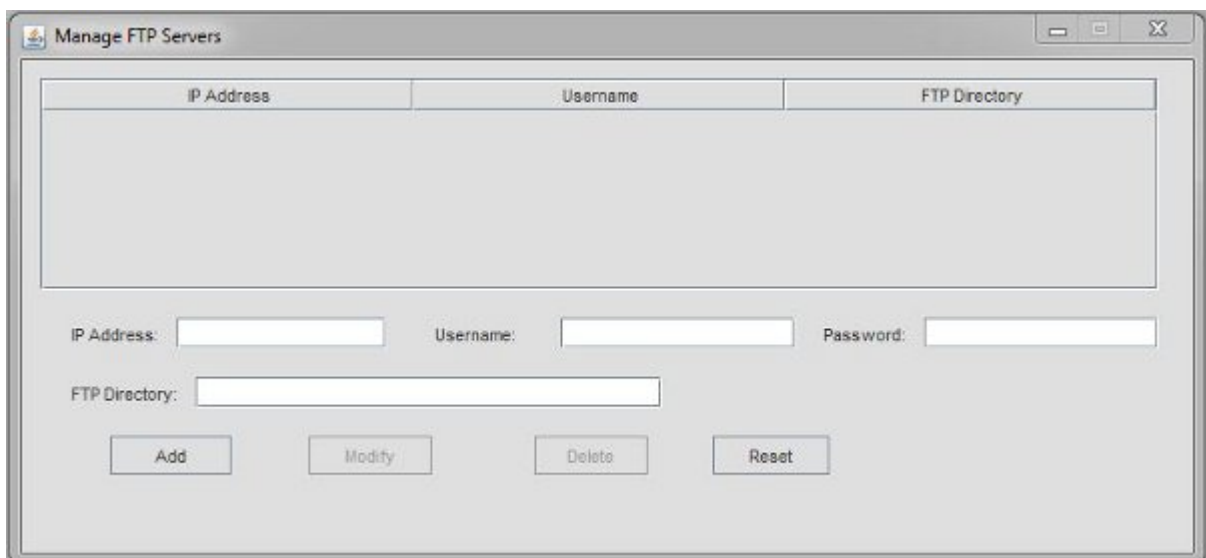 Manage FTP Servers
IP Address Username FTP Directory
IP Address: Username: Password:
FTP Directory:
Add Modify Delete Reset